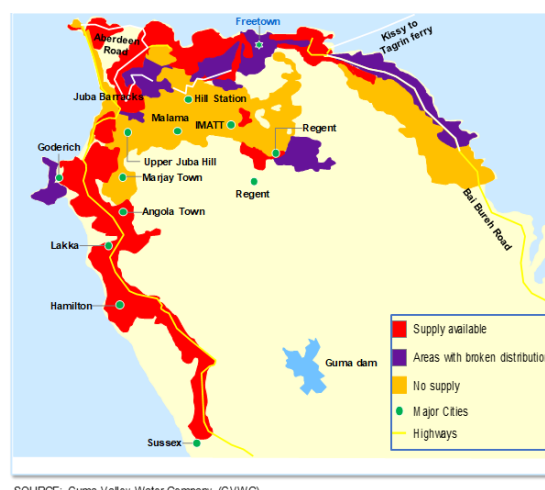 Freetown
Aberdeen
Road
Kissy to
Tagrin ferry
Juba Barracks
Hill Station
Malama
IMATT
Regent
Goderich
Upper Juba Hill
Marjay Town
Regent
Angola Town
Bai Bureh Road
Lakka
Hamilton
Guma dam
Sussex
Supply available
Areas with broken distribution
No supply
Major Cities
Highways
SOURCE: Guma Valley Water Company (GVWC)